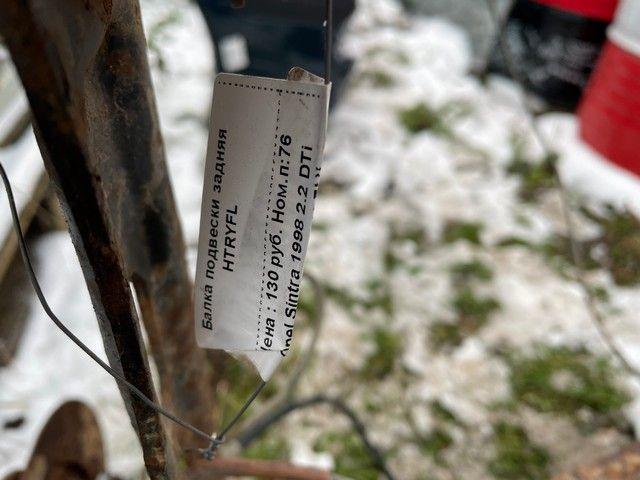 Балка подвески задняя
HTRYFL
ена : 130 руб. Ном.п:76
Opel Sintra 1998 2.2 DTi